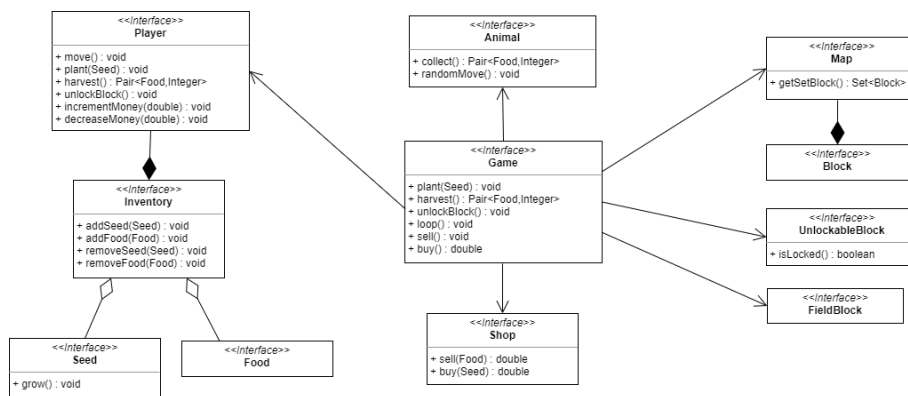 <<Interface>>
Player
+ move() : void
+ plant(Seed) : void
+ harvest() : Pair<Food,Integer>
+ unlockBlock() : void
+ incrementMoney(double) : void
+ decreaseMoney(double) : void
<<Interface>>
Animal
+ collect() : Pair<Food,Integer>
+ randomMove() : void
<<Interface>>
Map
+ getSetBlock() : Set<Block>
<<Interface>>
Block
<<Interface>>
Game
+ plant(Seed) : void
+ harvest() : Pair<Food,Integer>
+ unlockBlock() : void
+ loop() : void
+ sell() : void
+ buy() : double
<<Interface>>
Inventory
+ addSeed(Seed) : void
+ addFood(Food) : void
+ removeSeed(Seed) : void
+ removeFood(Food) : void
<<Interface>>
UnlockableBlock
+ isLocked() : boolean
<<Interface>>
FieldBlock
<<Interface>>
Seed
+ grow() : void
<<Interface>>
Food
<<Interface>>
Shop
+ sell(Food) : double
+ buy(Seed) : double